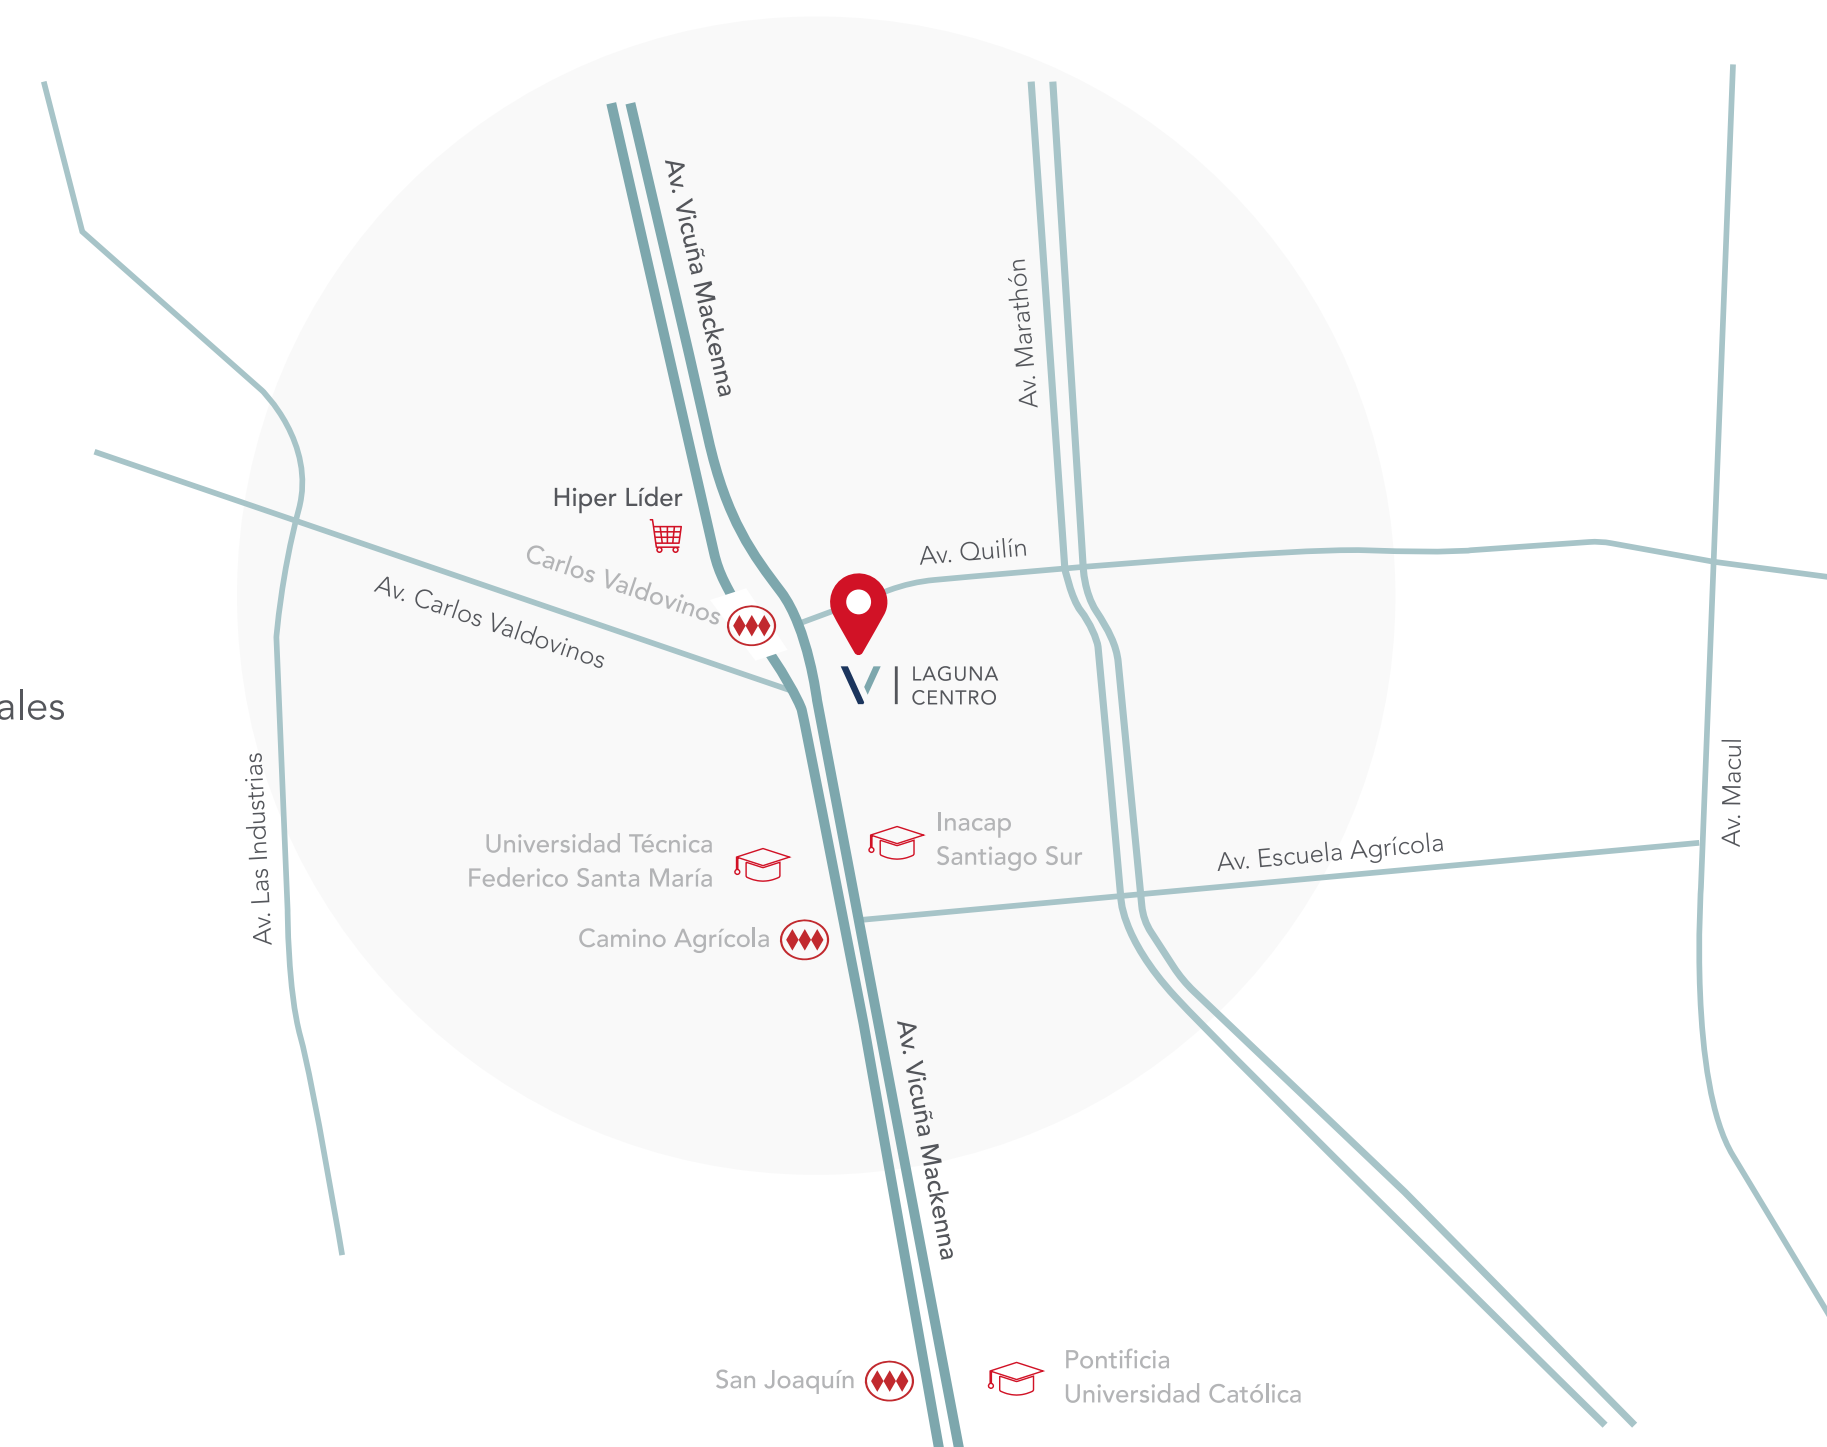 Av. Vicuña Mackenna
Av. Marathón
Hiper Líder
Carlos Valdovinos
Av. Quilín
Av. Carlos Valdovinos
LAGUNA
CENTRO
ales
Av. Las Industrias
Av. Macul
Inacap
Santiago Sur
Universidad Técnica
Federico Santa María
Av. Escuela Agrícola
Camino Agrícola
Av. Vicuña Mackenna
San Joaquín
Pontificia
Universidad Católica